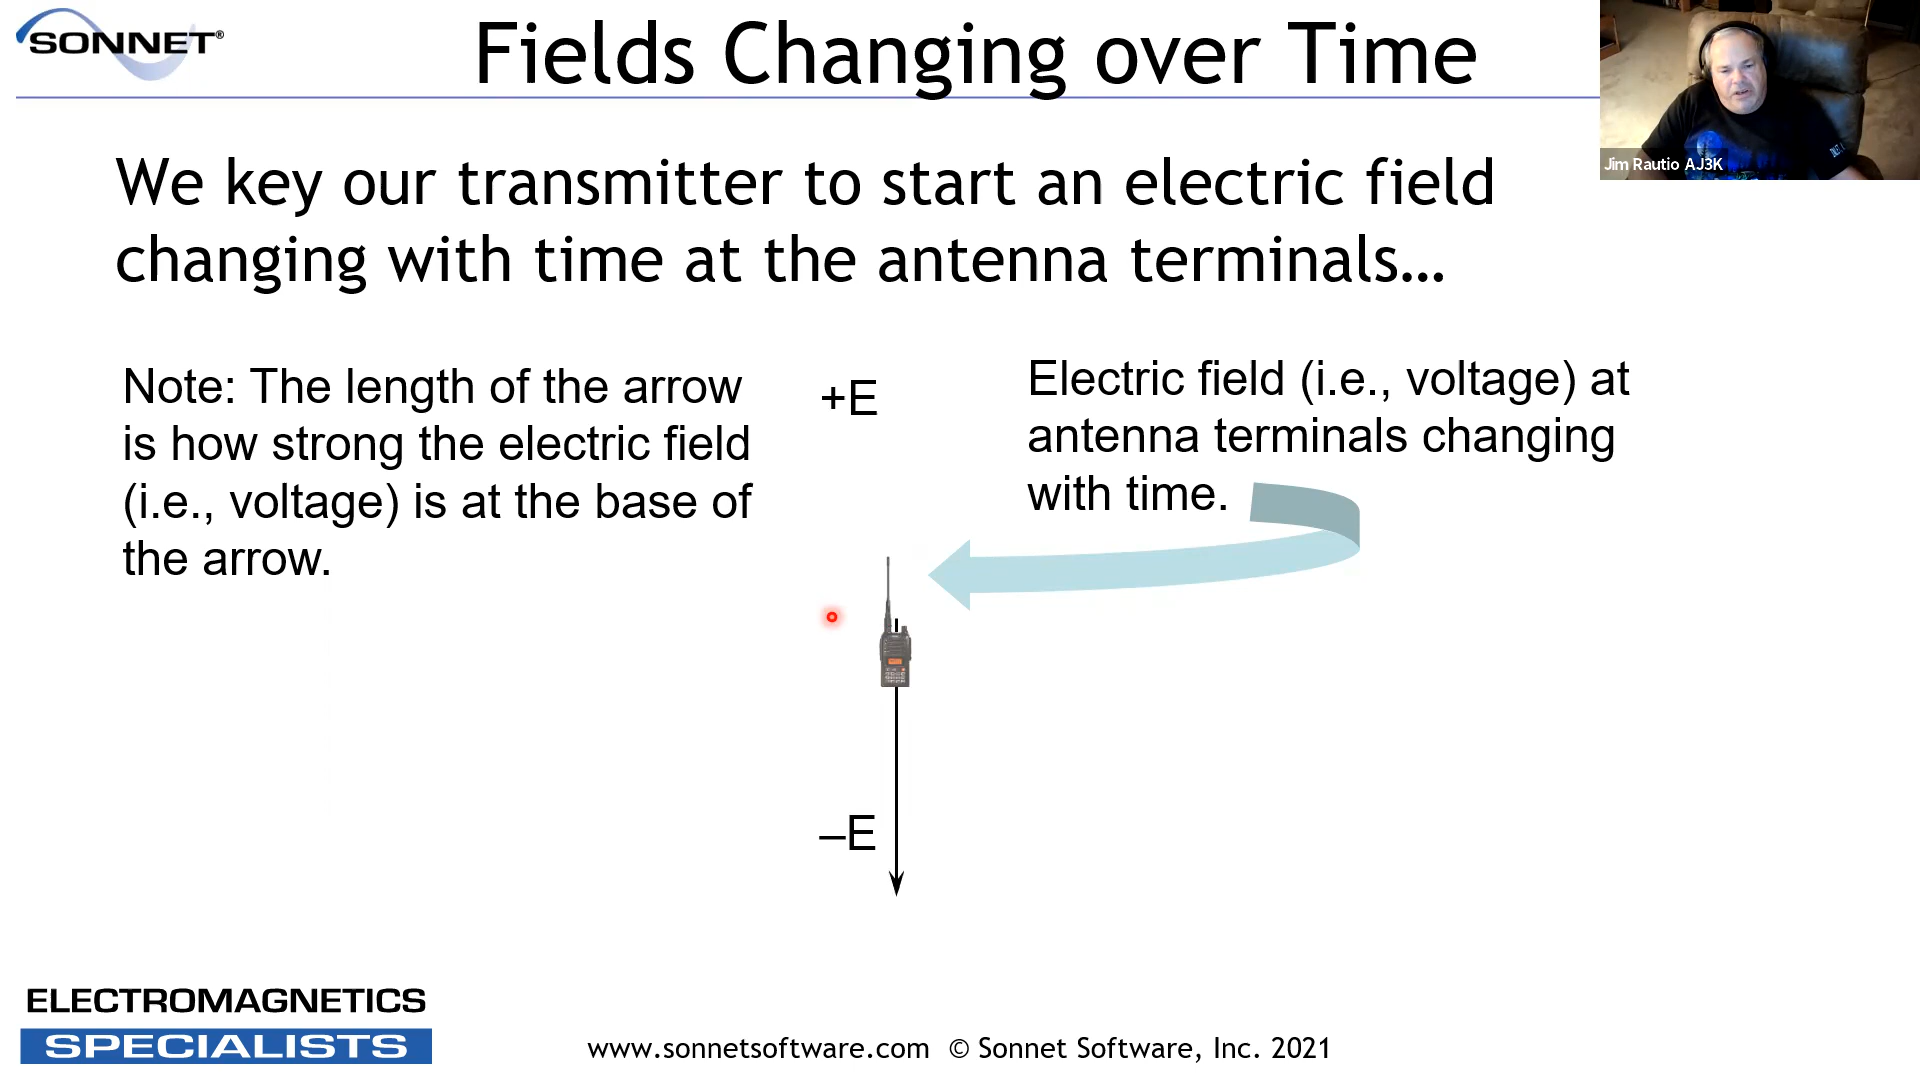 SONNET®
Fields Changing over Time
Jim Rautio AJ3K
We key our transmitter to start an electric field
changing with time at the antenna terminals…
Note: The length of the arrow
is how strong the electric field
(i.e., voltage) is at the base of
the arrow.
+E
Electric field (i.e., voltage) at
antenna terminals changing
with time.
–E
ELECTROMAGNETICS
SPECIALISTS
www.sonnetsoftware.com © Sonnet Software, Inc. 2021